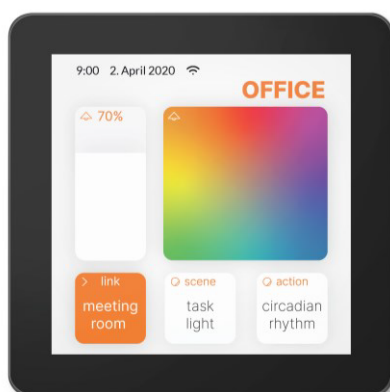 9:00 2. April 2020
OFFICE
70%
link
meeting
room
scene
task
light
action
circadian
rhythm